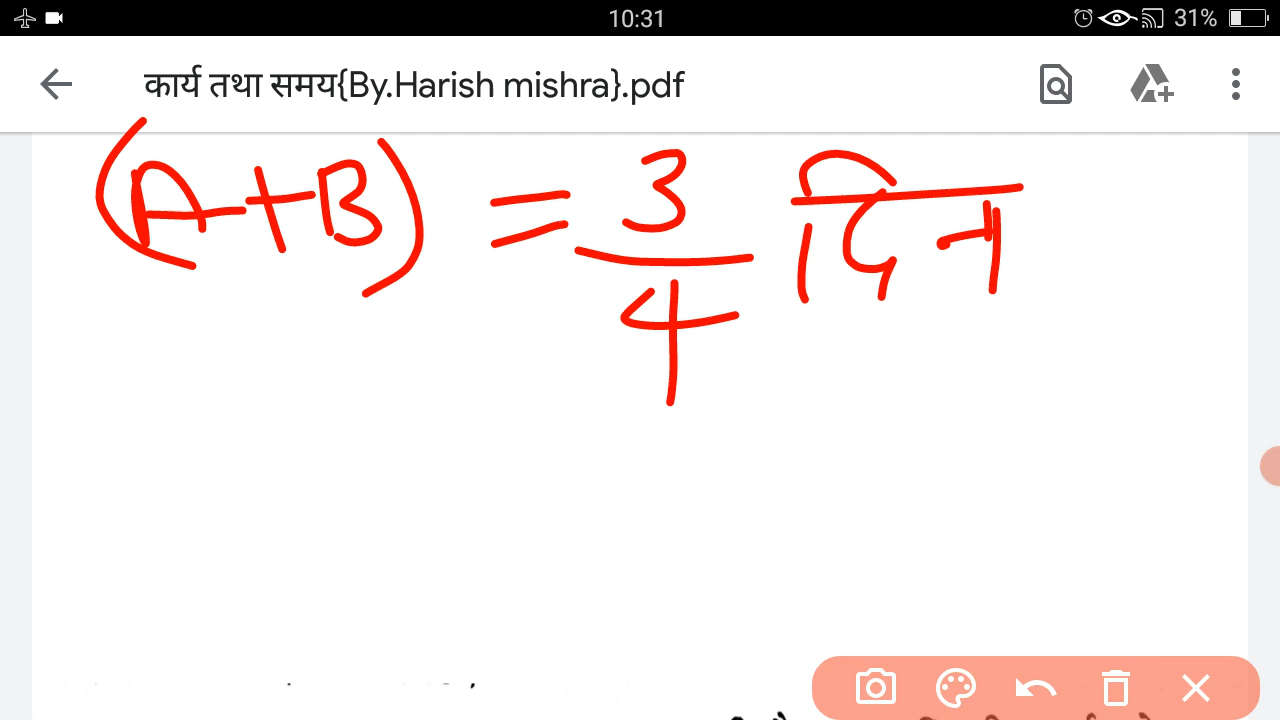 10:31
31%
कार्य तथा समय{By.Harish mishra}.pdf
(A+B) = 3/4 दिन